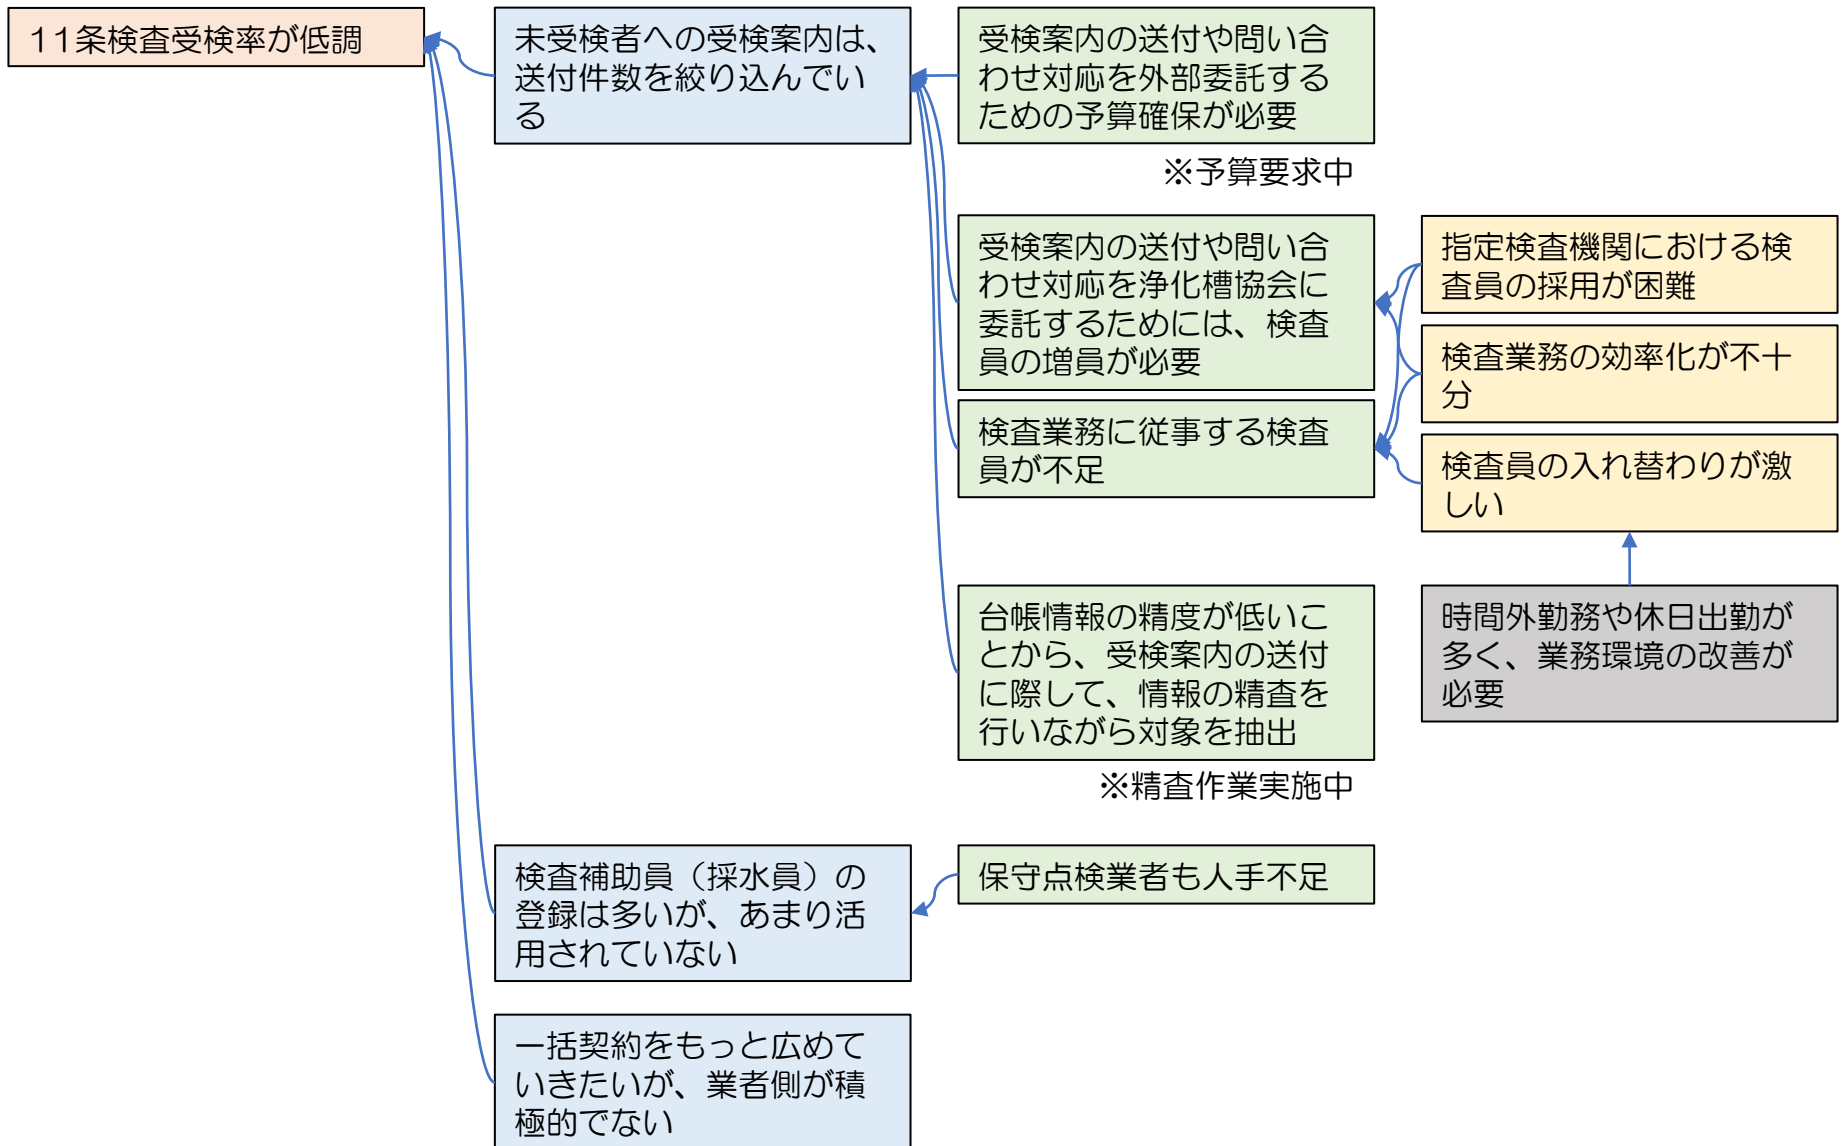 11条検査受検率が低調
未受検者への受検案内は、
送付件数を絞り込んでい
る
受検案内の送付や問い合
わせ対応を外部委託する
ための予算確保が必要
※予算要求中
受検案内の送付や問い合
わせ対応を浄化槽協会に
委託するためには、検査
員の増員が必要
指定検査機関における検
査員の採用が困難
検査業務の効率化が不十
分
検査業務に従事する検査
員が不足
検査員の入れ替わりが激
しい
台帳情報の精度が低いこ
とから、受検案内の送付
に際して、情報の精査を
行いながら対象を抽出
※精査作業実施中
時間外勤務や休日出勤が
多く、業務環境の改善が
必要
検査補助員（採水員）の
登録は多いが、あまり活
用されていない
保守点検業者も人手不足
一括契約をもっと広めて
いきたいが、業者側が積
極的でない